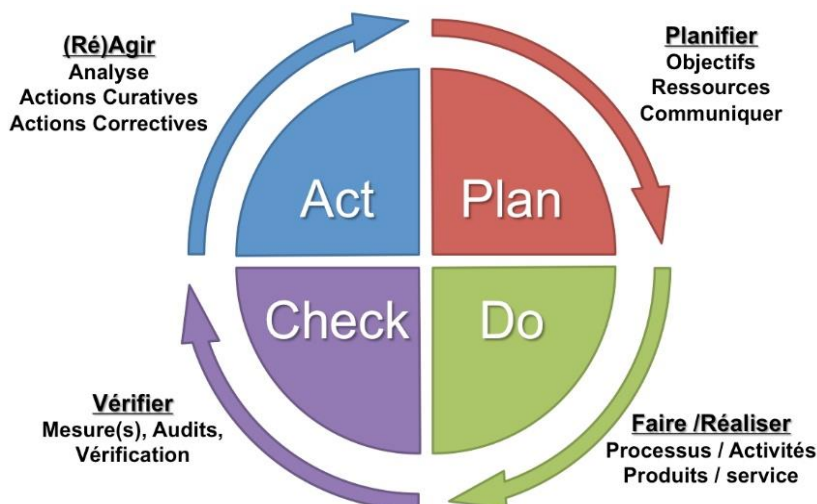 (Ré)Agir
Analyse
Actions Curatives
Actions Correctives
Planifier
Objectifs
Ressources
Communiquer
Act
Plan
Check
Do
Vérifier
Mesure(s), Audits,
Vérification
Faire /Réaliser
Processus / Activités
Produits / service